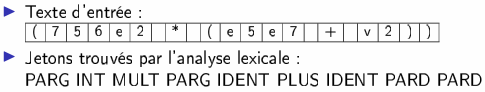 Texte d'entrée :
( 7 5 6 e 2 * ( e 5 e 7 + v 2 ) )
Jetons trouvés par l'analyse lexicale :
PARG INT MULT PARG IDENT PLUS IDENT PARD PARD